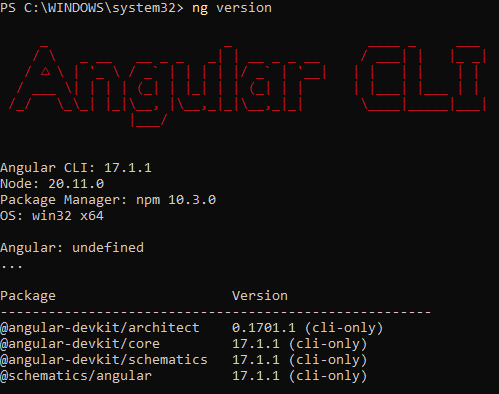 PS C:\WINDOWS\system32> ng version
Angular CLI
Angular CLI: 17.1.1
Node: 20.11.0
Package Manager: npm 10.3.0
OS: win32 x64
Angular: undefined
...
Package Version
------------------------------------------------------
@angular-devkit/architect 0.1701.1 (cli-only)
@angular-devkit/core 17.1.1 (cli-only)
@angular-devkit/schematics 17.1.1 (cli-only)
@schematics/angular 17.1.1 (cli-only)